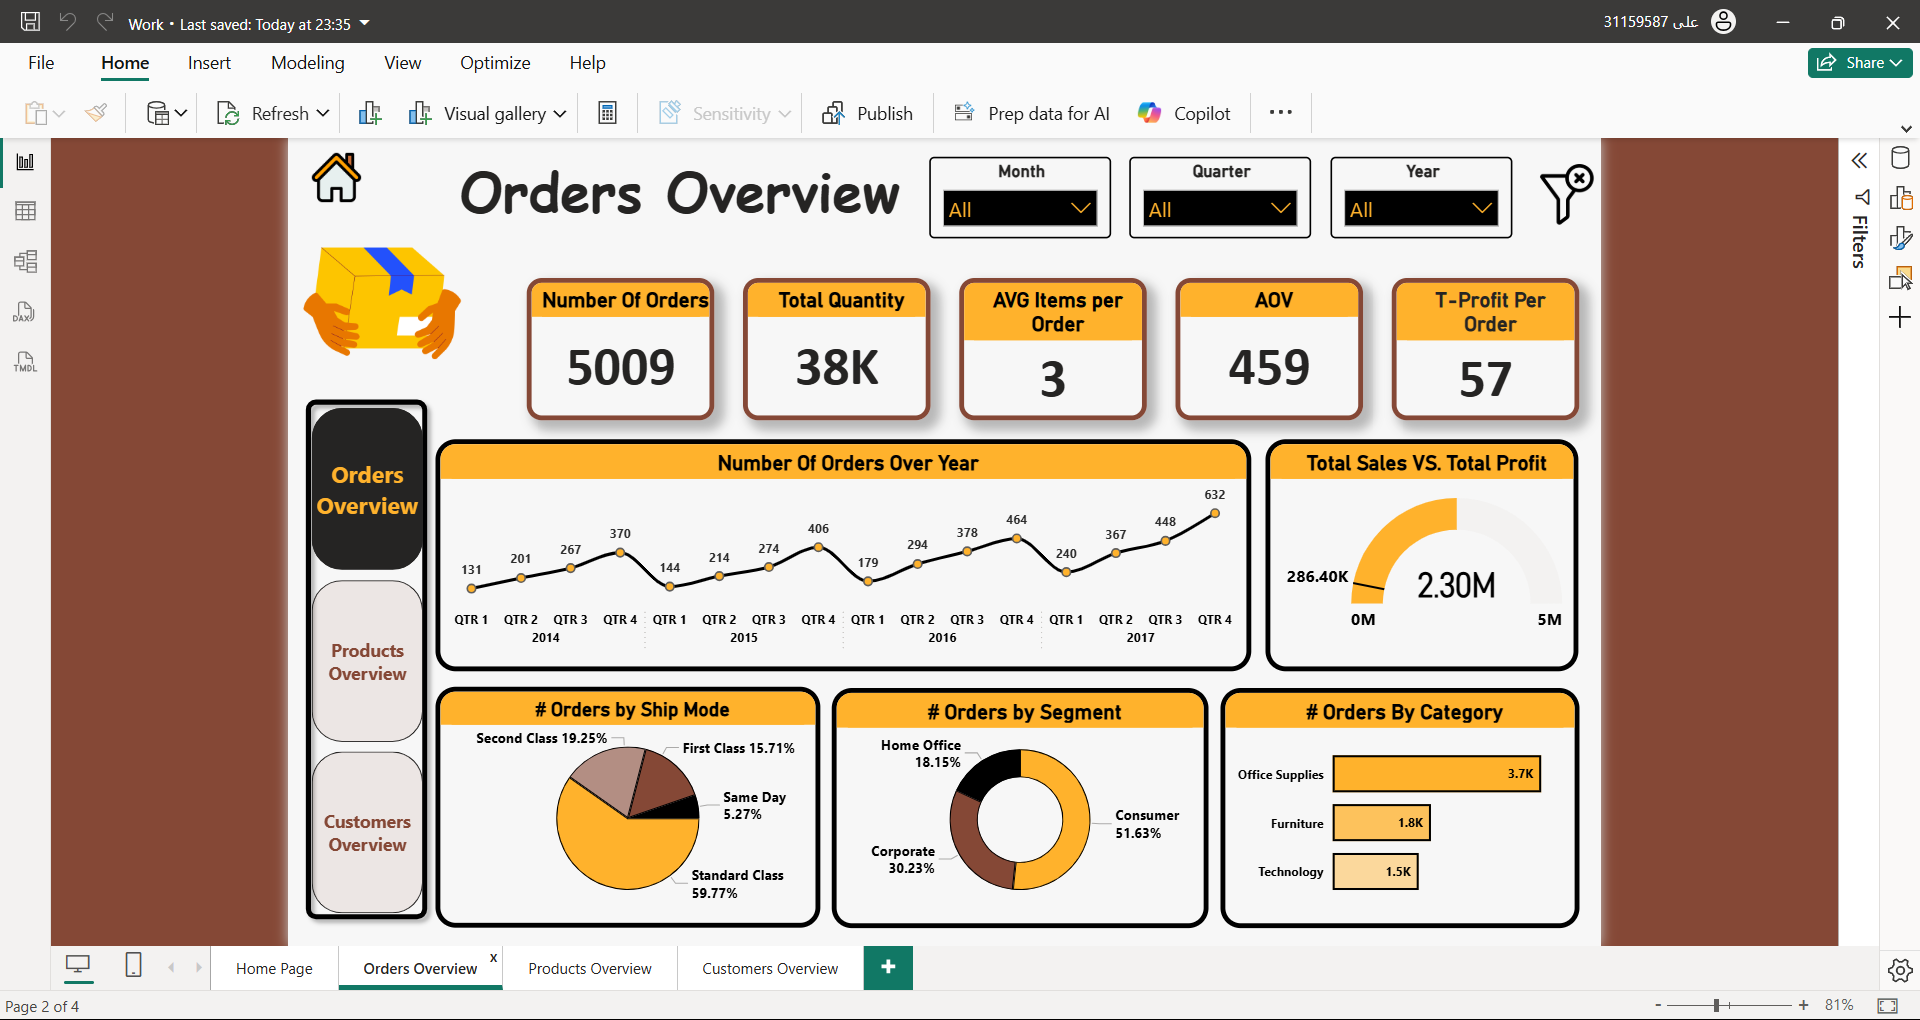 Work • Last saved: Today at 23:35
على 31159587
File
Home
Insert
Modeling
View
Optimize
Help
Share
Refresh
Visual gallery
Sensitivity
Publish
Prep data for AI
Copilot
DAX
TMDL
Orders Overview
Month
All
Quarter
All
Year
All
Filters
Number Of Orders
5009
Total Quantity
38K
AVG Items per
Order
3
AOV
459
T-Profit Per
Order
57
Orders
Overview
Products
Overview
Customers
Overview
Number Of Orders Over Year
131
201
267
370
144
214
274
406
179
294
378
464
240
367
448
632
QTR 1 QTR 2 QTR 3 QTR 4 QTR 1 QTR 2 QTR 3 QTR 4 QTR 1 QTR 2 QTR 3 QTR 4 QTR 1 QTR 2 QTR 3 QTR 4
2014 2015 2016 2017
Total Sales VS. Total Profit
286.40K
2.30M
0M
5M
# Orders by Ship Mode
Second Class 19.25%
First Class 15.71%
Same Day
5.27%
Standard Class
59.77%
# Orders by Segment
Home Office
18.15%
Consumer
51.63%
Corporate
30.23%
# Orders By Category
Office Supplies
3.7K
Furniture
1.8K
Technology
1.5K
Home Page
Orders Overview
x
Products Overview
Customers Overview
+
Page 2 of 4
- + 81%